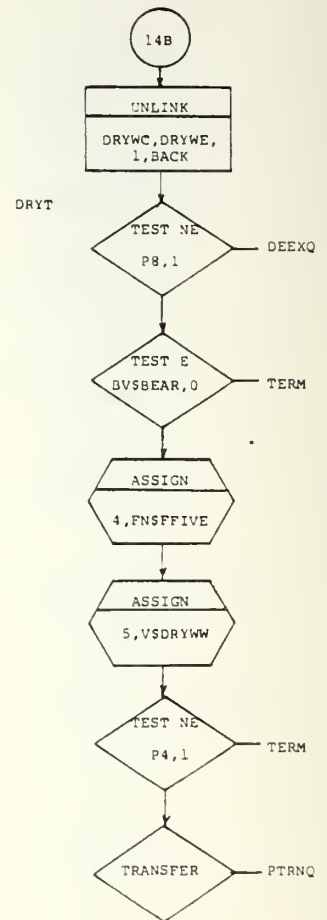 14B
UNLINK
DRYWC,DRYWE,
1,BACK
DRYT
TEST NE
P8,1
DEEXQ
TEST E
BV$BEAR,0
TERM
ASSIGN
4,FN$FFIVE
ASSIGN
5,V$DRYWW
TEST NE
P4,1
TERM
TRANSFER
PTRNQ